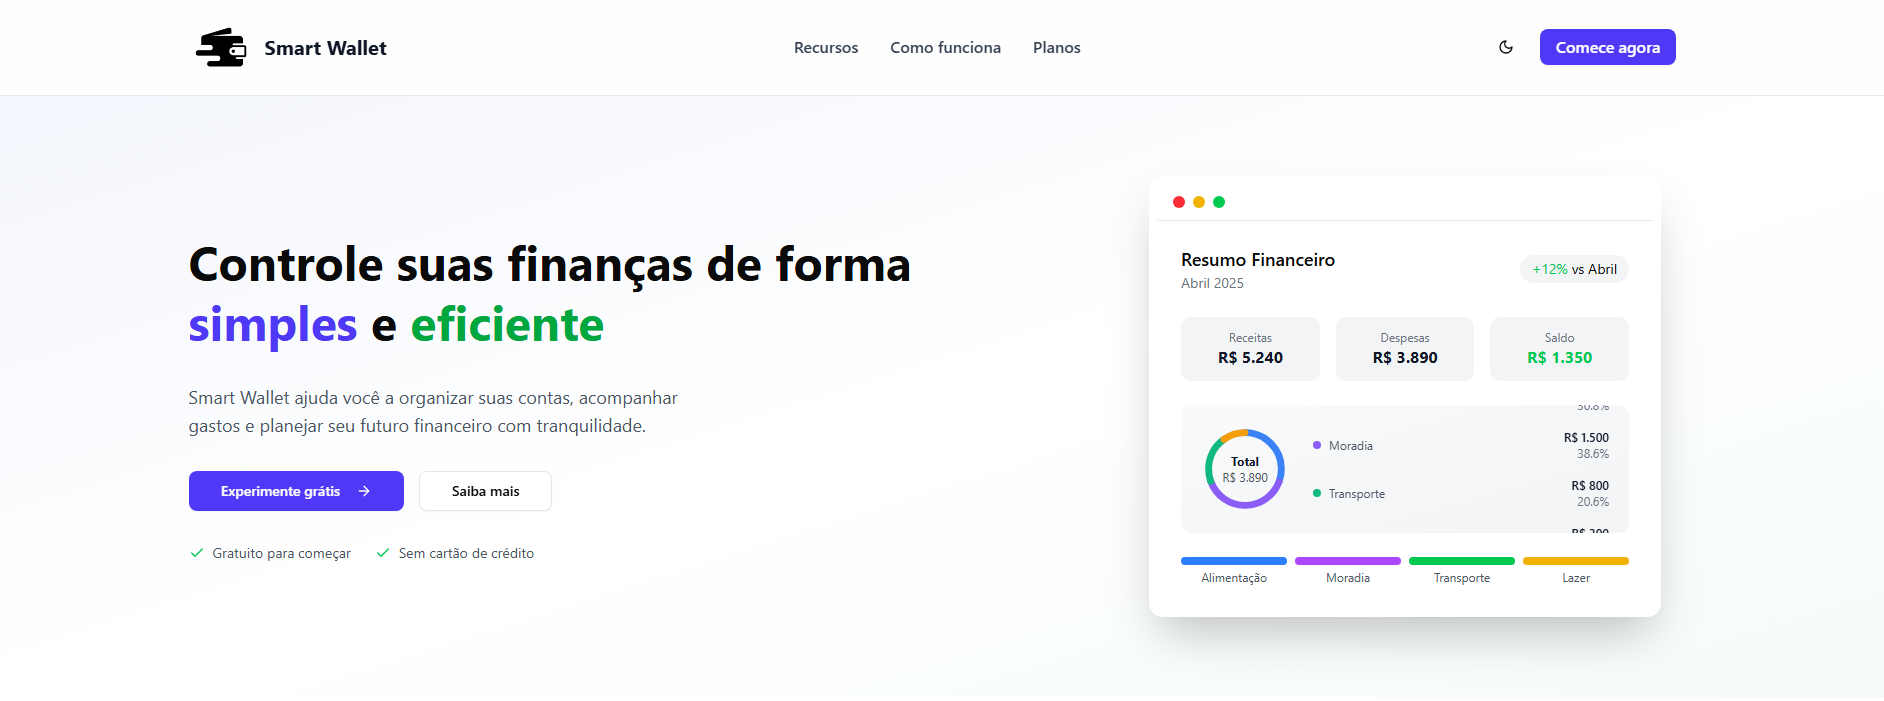 Smart Wallet
Recursos
Como funciona
Planos
Comece agora
Controle suas finanças de forma
simples e eficiente
Smart Wallet ajuda você a organizar suas contas, acompanhar
gastos e planejar seu futuro financeiro com tranquilidade.
Experimente grátis
Saiba mais
Gratuito para começar
Sem cartão de crédito
Resumo Financeiro
Abril 2025
+12% vs Abril
Receitas
R$ 5.240
Despesas
R$ 3.890
Saldo
R$ 1.350
Total
R$ 3.890
30.8%
Moradia
R$ 1.500
38.6%
Transporte
R$ 800
20.6%
Alimentação
Moradia
Transporte
Lazer